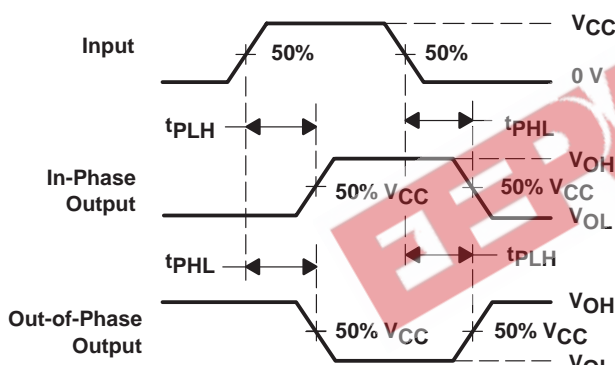 VCC
Input
50%
50%
0 V
tPLH
tPHL
VOH
In-Phase
Output
50% VCC
50% VCC
VOL
tPHL
tPLH
VOH
Out-of-Phase
Output
50% VCC
50% VCC
VOL